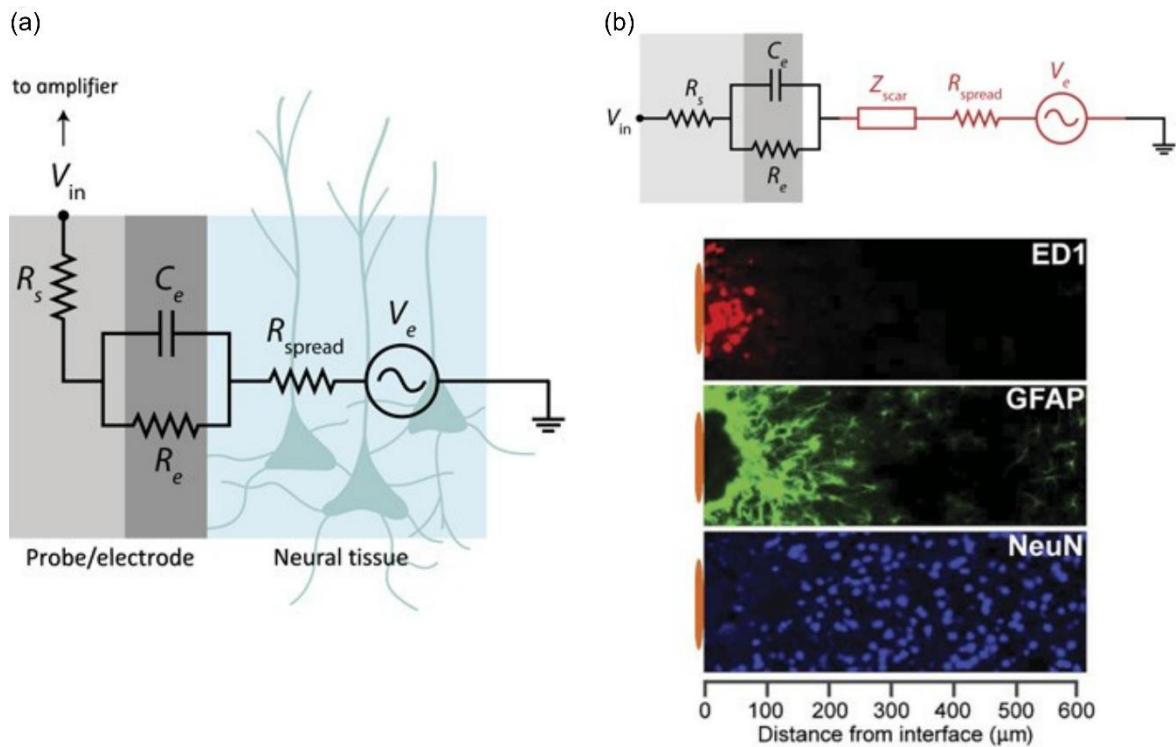 (a)
to amplifier
V_in
R_s
C_e
R_e
R_spread
V_e
Probe/electrode
Neural tissue
(b)
V_in
R_s
C_e
R_e
Z_scar
R_spread
V_e
ED1
GFAP
NeuN
0 100 200 300 400 500 600
Distance from interface (μm)